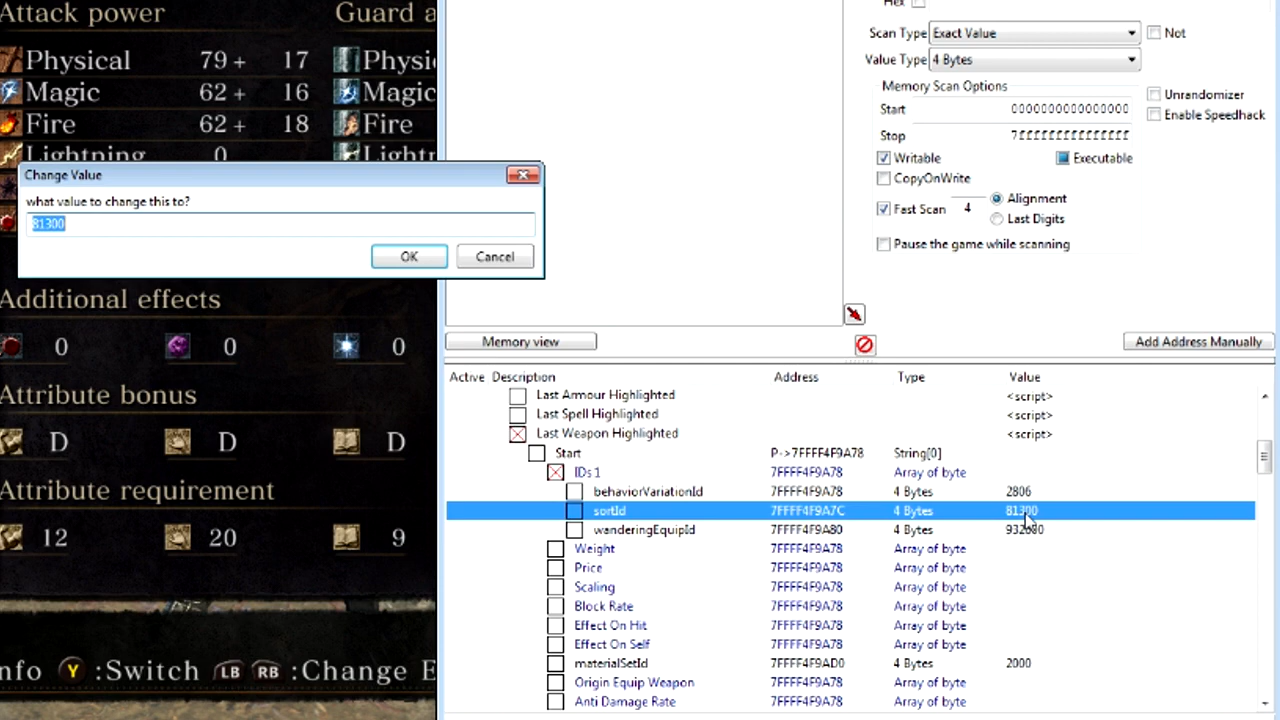 Attack power
Guard a
Physical 79 + 17 Physi
Magic 62 + 16 Magic
Fire 62 + 18 Fire
Lightning 0 Lightn
Change Value
what value to change this to?
81300
OK Cancel
Additional effects
0 0 0
Attribute bonus
D D D
Attribute requirement
12 20 9
nfo Y :Switch LB RB :Change E
Hex
Scan Type Exact Value Not
Value Type 4 Bytes
Memory Scan Options
Start 0000000000000000
Stop 7fffffffffffffff
Unrandomizer
Enable Speedhack
Writable Executable
CopyOnWrite
Fast Scan 4 Alignment
Last Digits
Pause the game while scanning
Memory view Add Address Manually
Active Description Address Type Value
Last Armour Highlighted <script>
Last Spell Highlighted <script>
Last Weapon Highlighted <script>
Start P->7FFFF4F9A78 String[0]
IDs 1 7FFFF4F9A78 Array of byte
behaviorVariationId 7FFFF4F9A78 4 Bytes 2806
sortId 7FFFF4F9A7C 4 Bytes 81300
wanderingEquipId 7FFFF4F9A80 4 Bytes
Weight 7FFFF4F9A78 Array of byte
Price 7FFFF4F9A78 Array of byte
Scaling 7FFFF4F9A78 Array of byte
Block Rate 7FFFF4F9A78 Array of byte
Effect On Hit 7FFFF4F9A78 Array of byte
Effect On Self 7FFFF4F9A78 Array of byte
materialSetId 7FFFF4F9AD0 4 Bytes 2000
Origin Equip Weapon 7FFFF4F9A78 Array of byte
Anti Damage Rate 7FFFF4F9A78 Array of byte